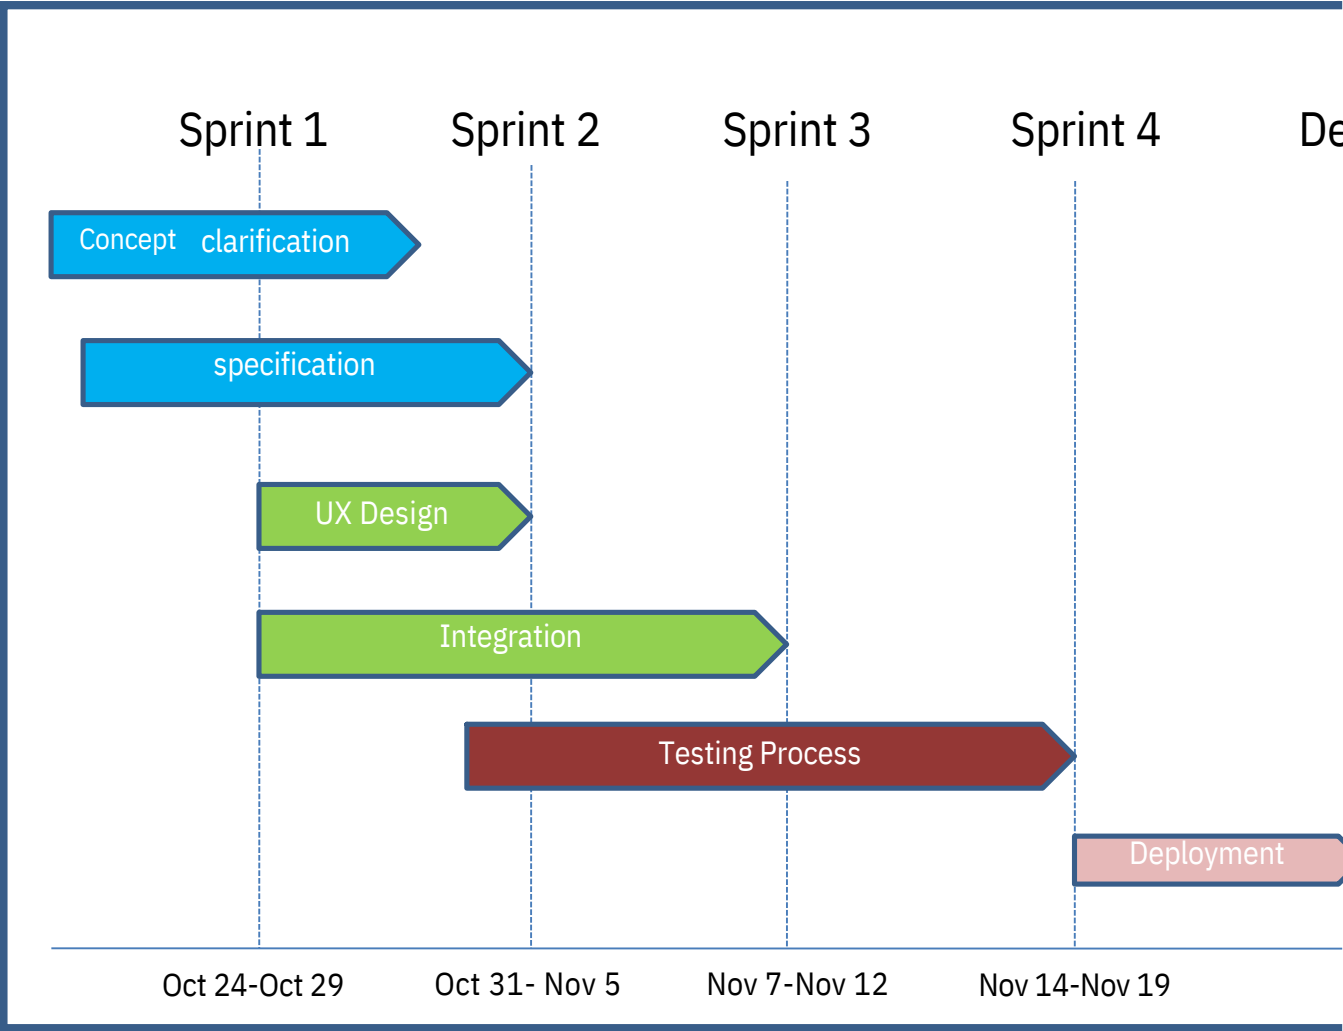 Sprint 1 Sprint 2 Sprint 3 Sprint 4 De
Concept clarification
specification
UX Design
Integration
Testing Process
Deployment
Oct 24-Oct 29 Oct 31- Nov 5 Nov 7-Nov 12 Nov 14-Nov 19